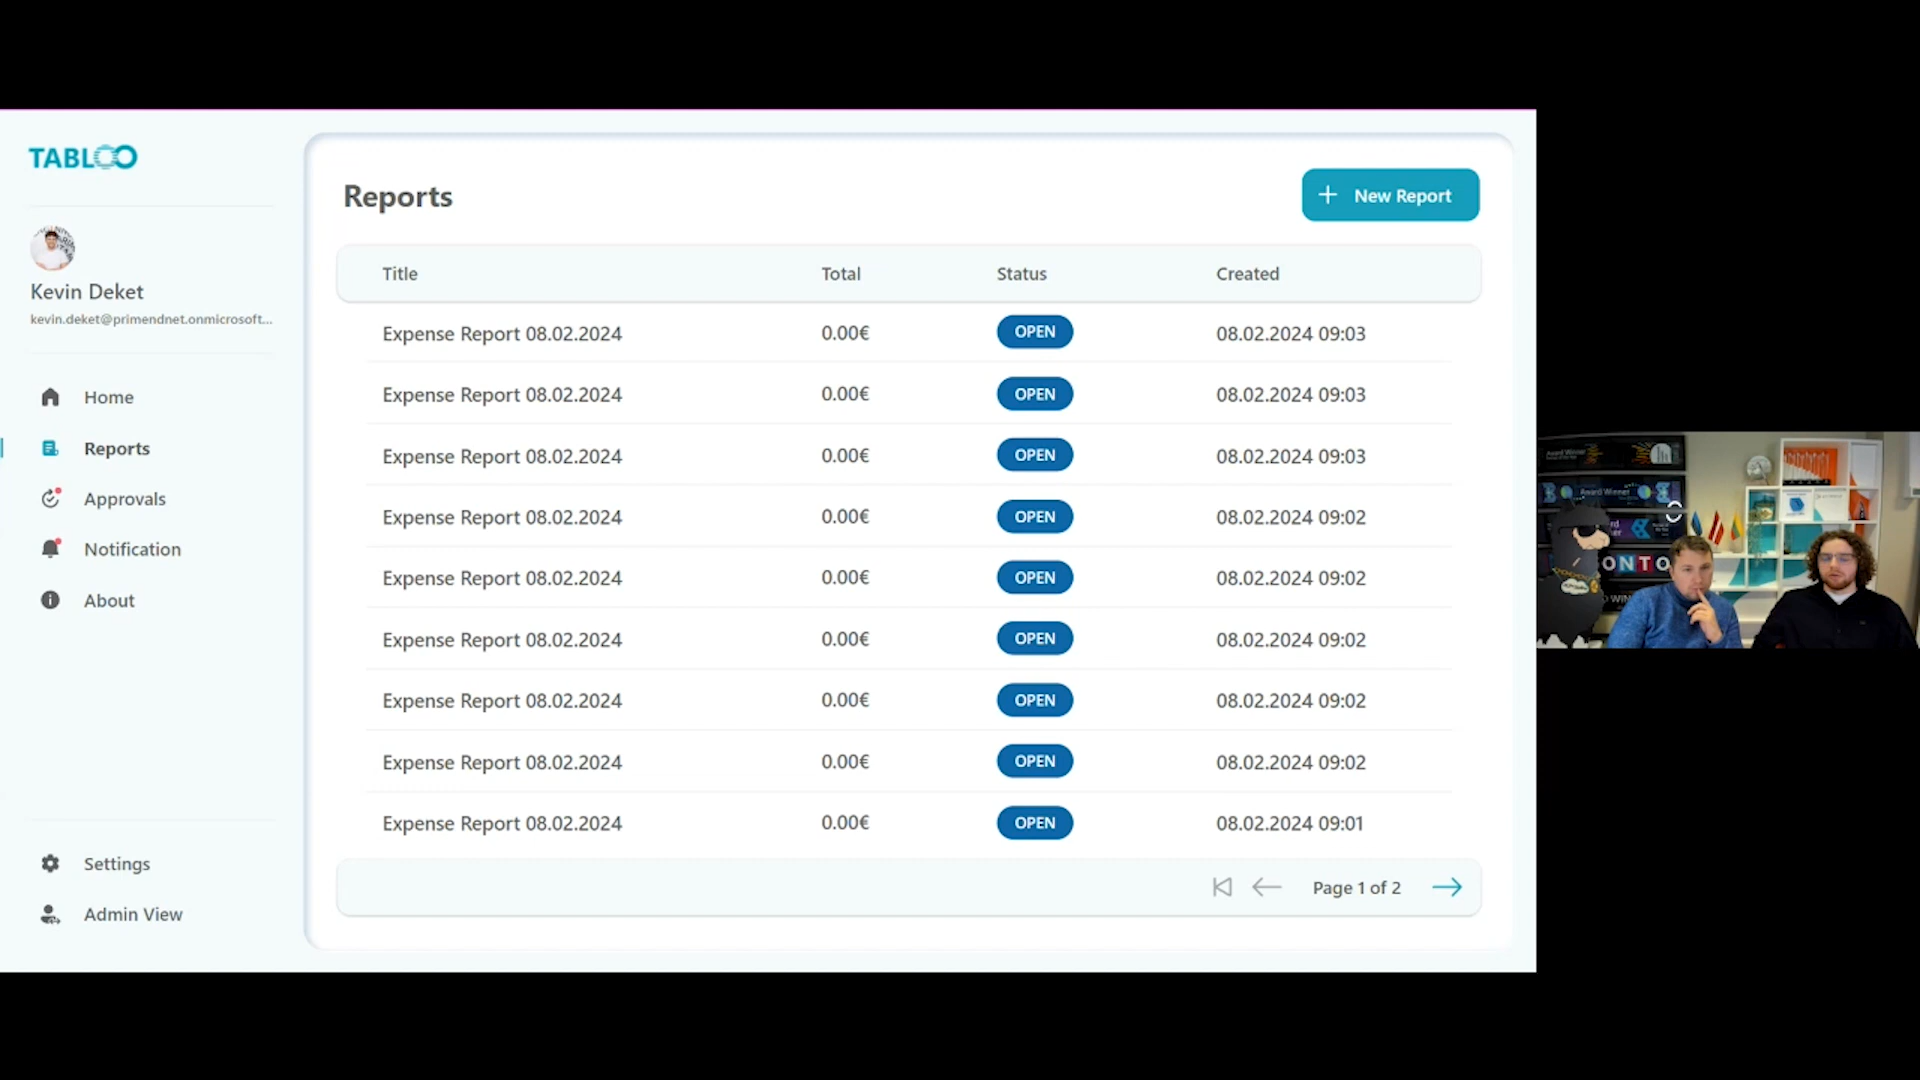 TABLOO
Kevin Deket
kevin.deket@primendnet.onmicrosoft...
Home
Reports
Approvals
Notification
About
Settings
Admin View
Reports
+ New Report
Title Total Status Created
Expense Report 08.02.2024 0.00€ OPEN 08.02.2024 09:03
Expense Report 08.02.2024 0.00€ OPEN 08.02.2024 09:03
Expense Report 08.02.2024 0.00€ OPEN 08.02.2024 09:03
Expense Report 08.02.2024 0.00€ OPEN 08.02.2024 09:02
Expense Report 08.02.2024 0.00€ OPEN 08.02.2024 09:02
Expense Report 08.02.2024 0.00€ OPEN 08.02.2024 09:02
Expense Report 08.02.2024 0.00€ OPEN 08.02.2024 09:02
Expense Report 08.02.2024 0.00€ OPEN 08.02.2024 09:02
Expense Report 08.02.2024 0.00€ OPEN 08.02.2024 09:01
Page 1 of 2
Award Winner
Award Winner
ONTO